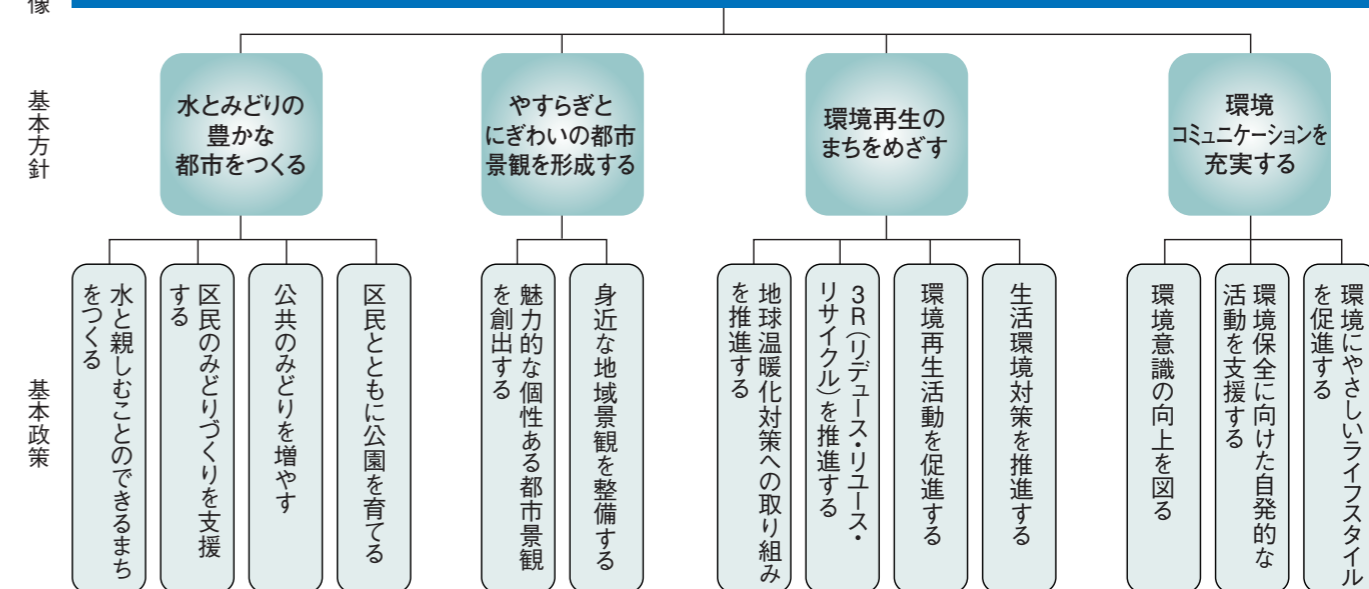 像
基本方針
水とみどりの
豊かな
都市をつくる
やすらぎと
にぎわいの都市
景観を形成する
環境再生の
まちをめざす
環境
コミュニケーションを
充実する
基本政策
水と親しむことのできるまち
をつくる
区民のみどりづくりを支援
する
公共のみどりを増やす
区民とともに公園を育てる
魅力的な個性ある都市景観
を創出する
身近な地域景観を整備する
地球温暖化対策への取り組み
を推進する
3R(リデュース・リユース・
リサイクル)を推進する
環境再生活動を促進する
生活環境対策を推進する
環境意識の向上を図る
環境保全に向けた自発的な
活動を支援する
環境にやさしいライフスタイル
を促進する